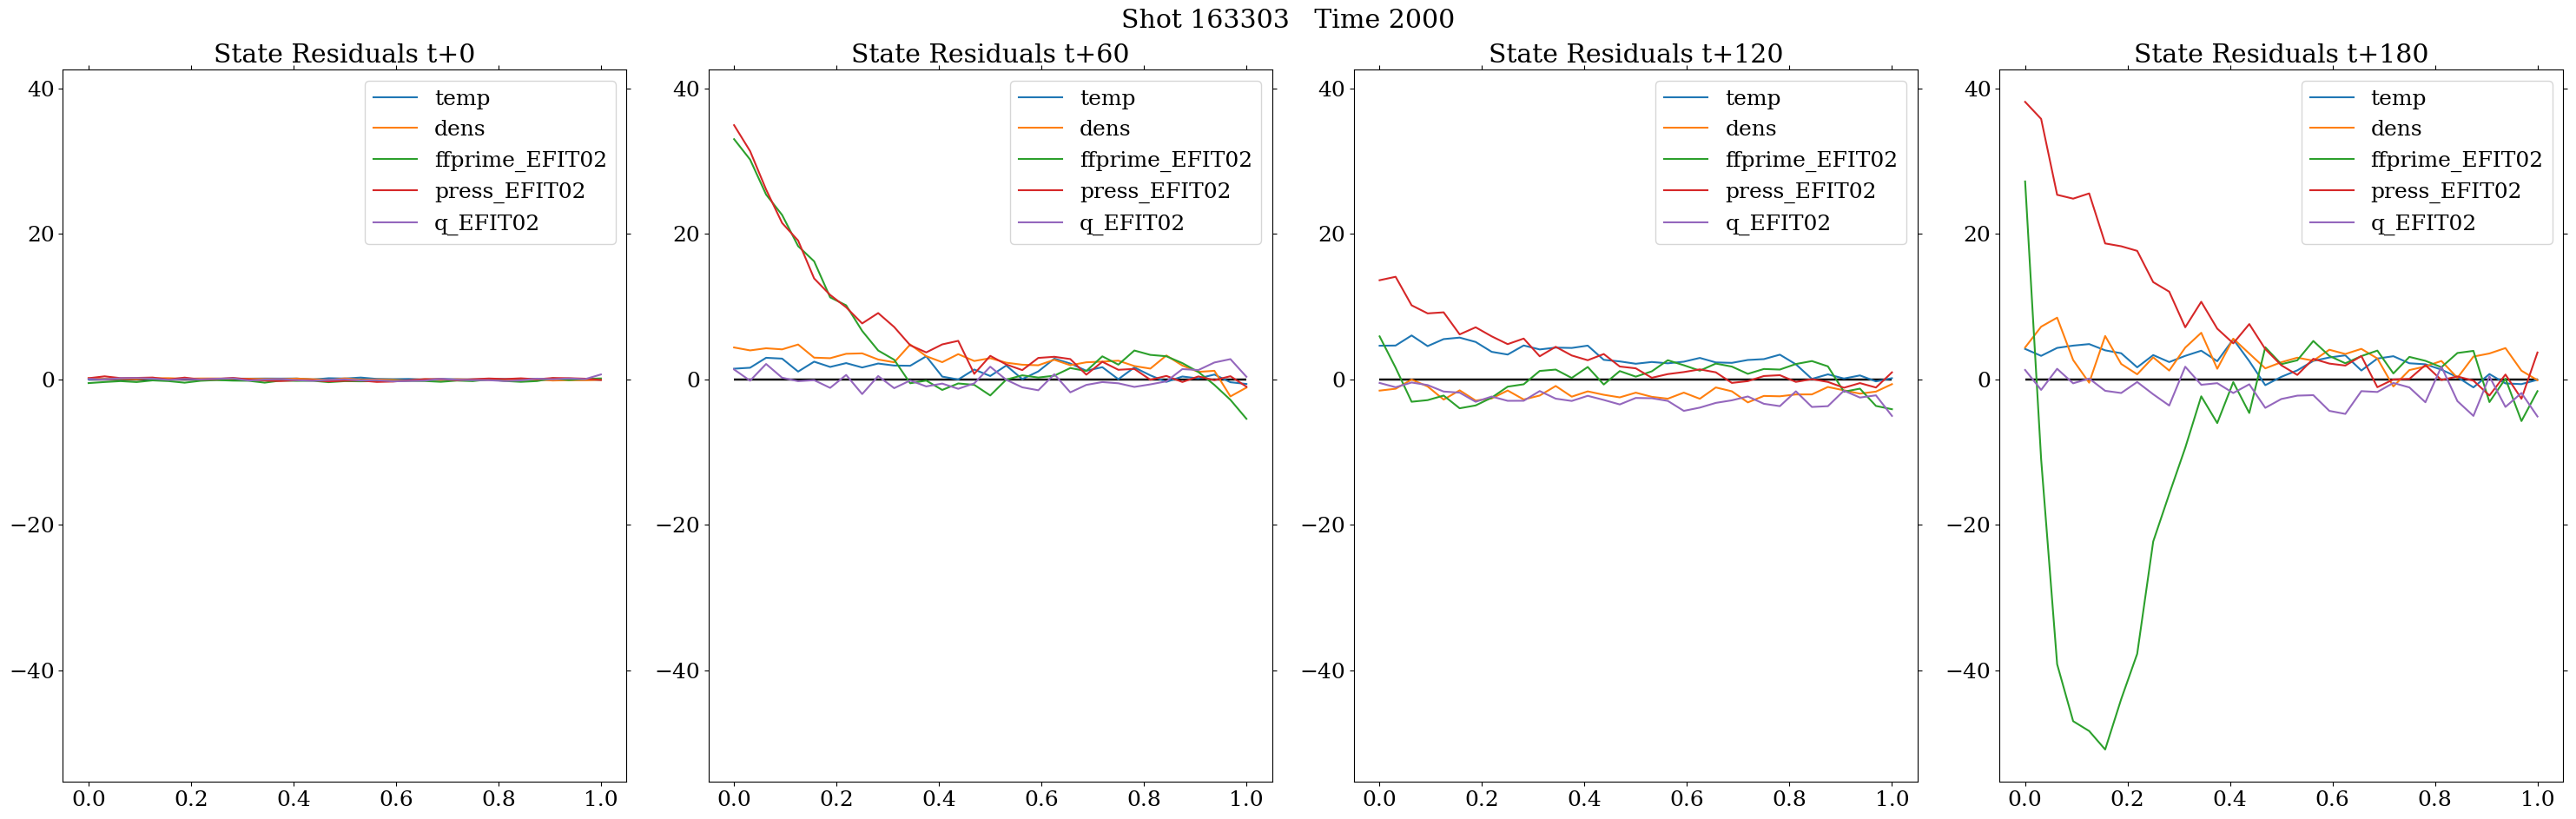 Shot 163303   Time 2000
State Residuals t+0
40
20
0
−20
−40
0.0 0.2 0.4 0.6 0.8 1.0
temp
dens
ffprime_EFIT02
press_EFIT02
q_EFIT02
State Residuals t+60
40
20
0
−20
−40
0.0 0.2 0.4 0.6 0.8 1.0
temp
dens
ffprime_EFIT02
press_EFIT02
q_EFIT02
State Residuals t+120
40
20
0
−20
−40
0.0 0.2 0.4 0.6 0.8 1.0
temp
dens
ffprime_EFIT02
press_EFIT02
q_EFIT02
State Residuals t+180
40
20
0
−20
−40
0.0 0.2 0.4 0.6 0.8 1.0
temp
dens
ffprime_EFIT02
press_EFIT02
q_EFIT02